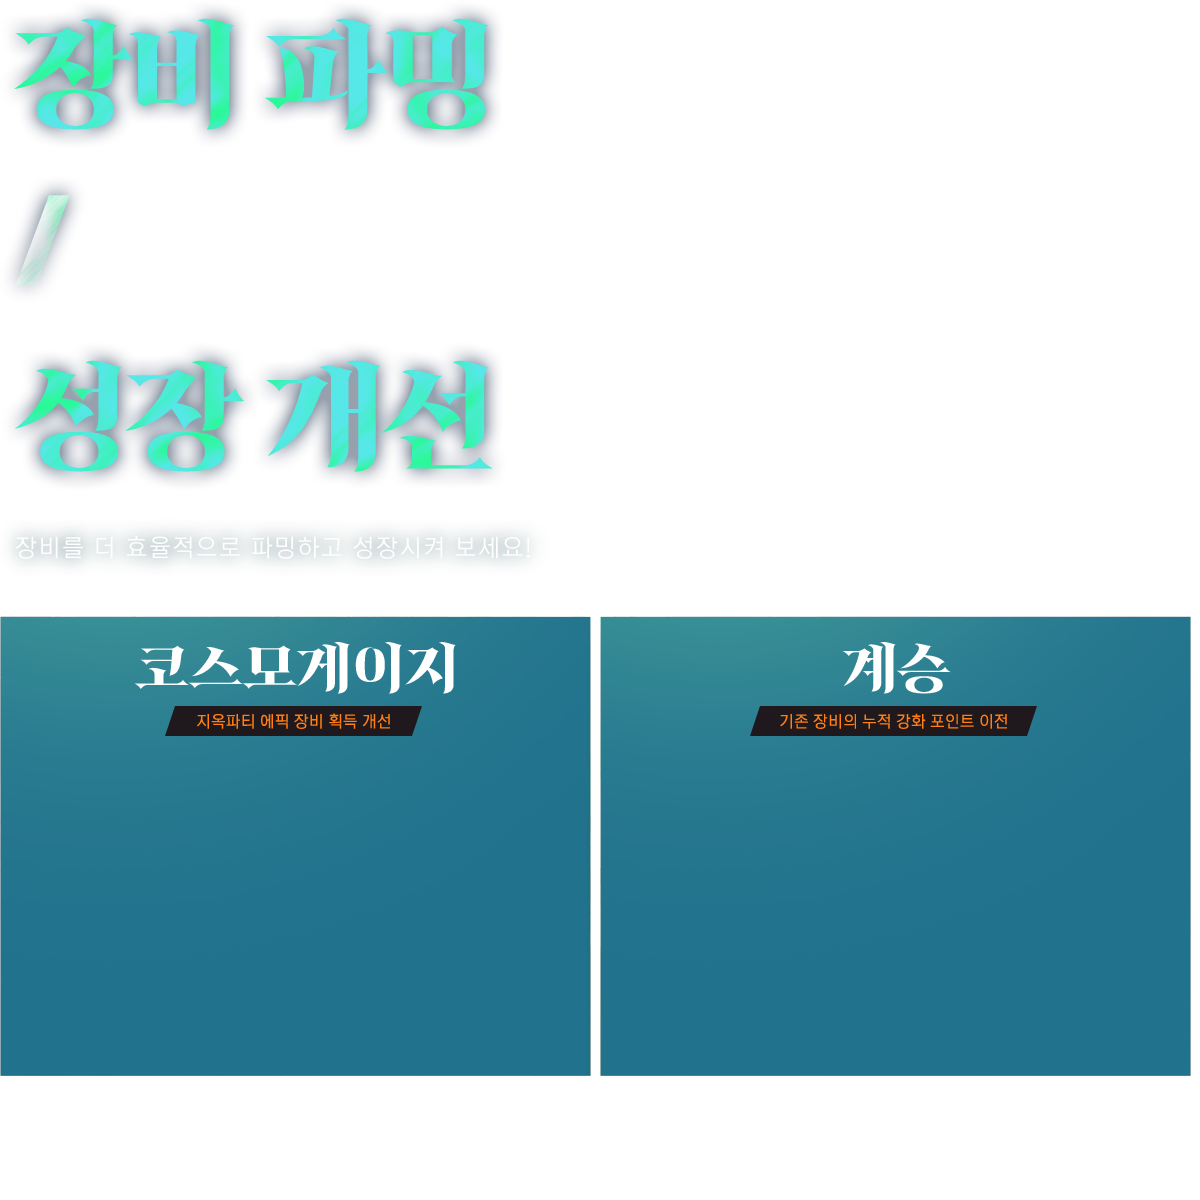 장비 파밍
/
성장 개선
장비를 더 효율적으로 파밍하고 성장시켜 보세요!
코스모게이지
지옥파티 에픽 장비 획득 개선
계승
기존 장비의 누적 강화 포인트 이전